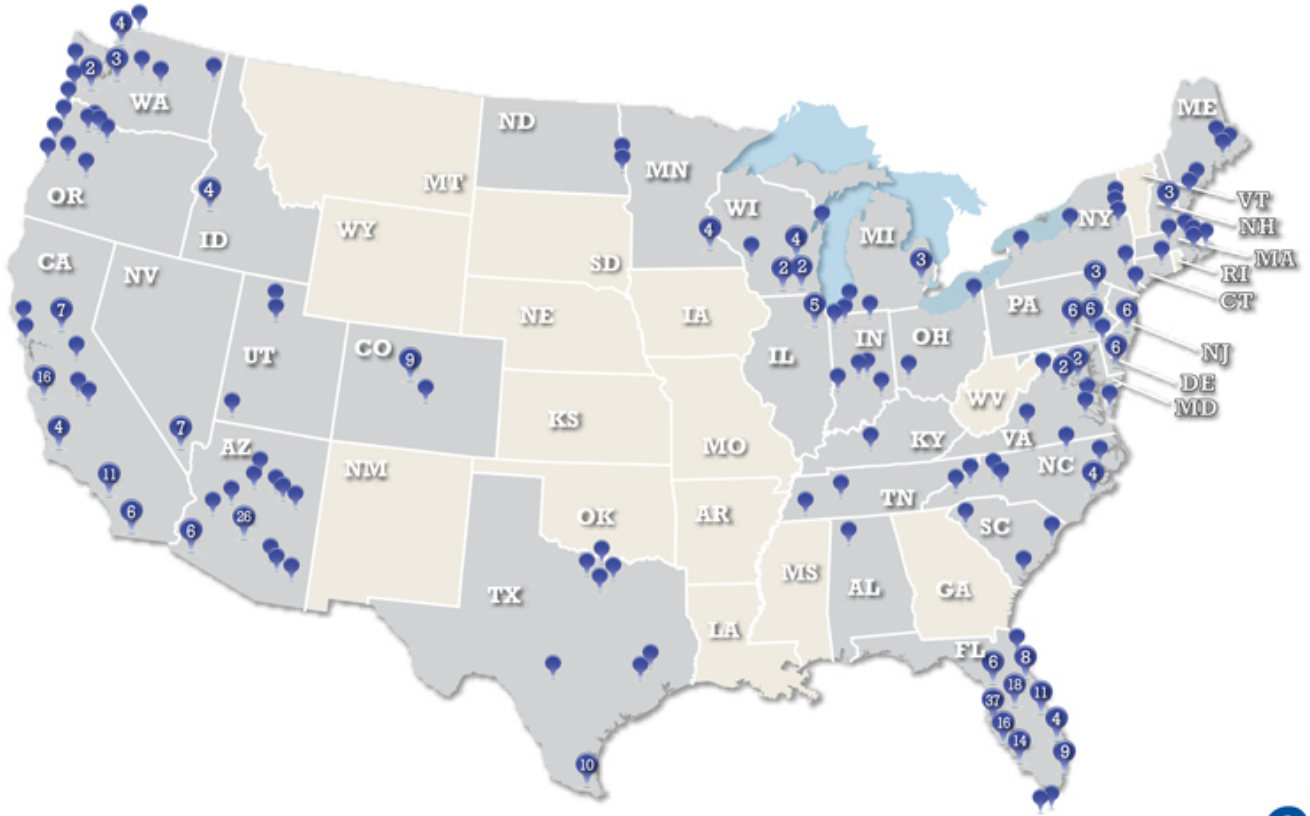 4
3
2
WA
ME
ND
MN
MT
OR
4
ID
WI
4
4
MI
NY
3
VT
NH
MA
RI
CT
WY
SD
CA
NV
7
2
2
3
3
5
NE
IA
IL
IN
OH
PA
6
6
6
NJ
6
DE
MD
UT
CO
9
16
2
2
WV
4
7
KS
MO
KY
VA
AZ
NM
NC
4
11
6
6
26
OK
AR
TN
SC
TX
MS
AL
GA
LA
FL
6
8
18
37
11
16
4
14
9
10